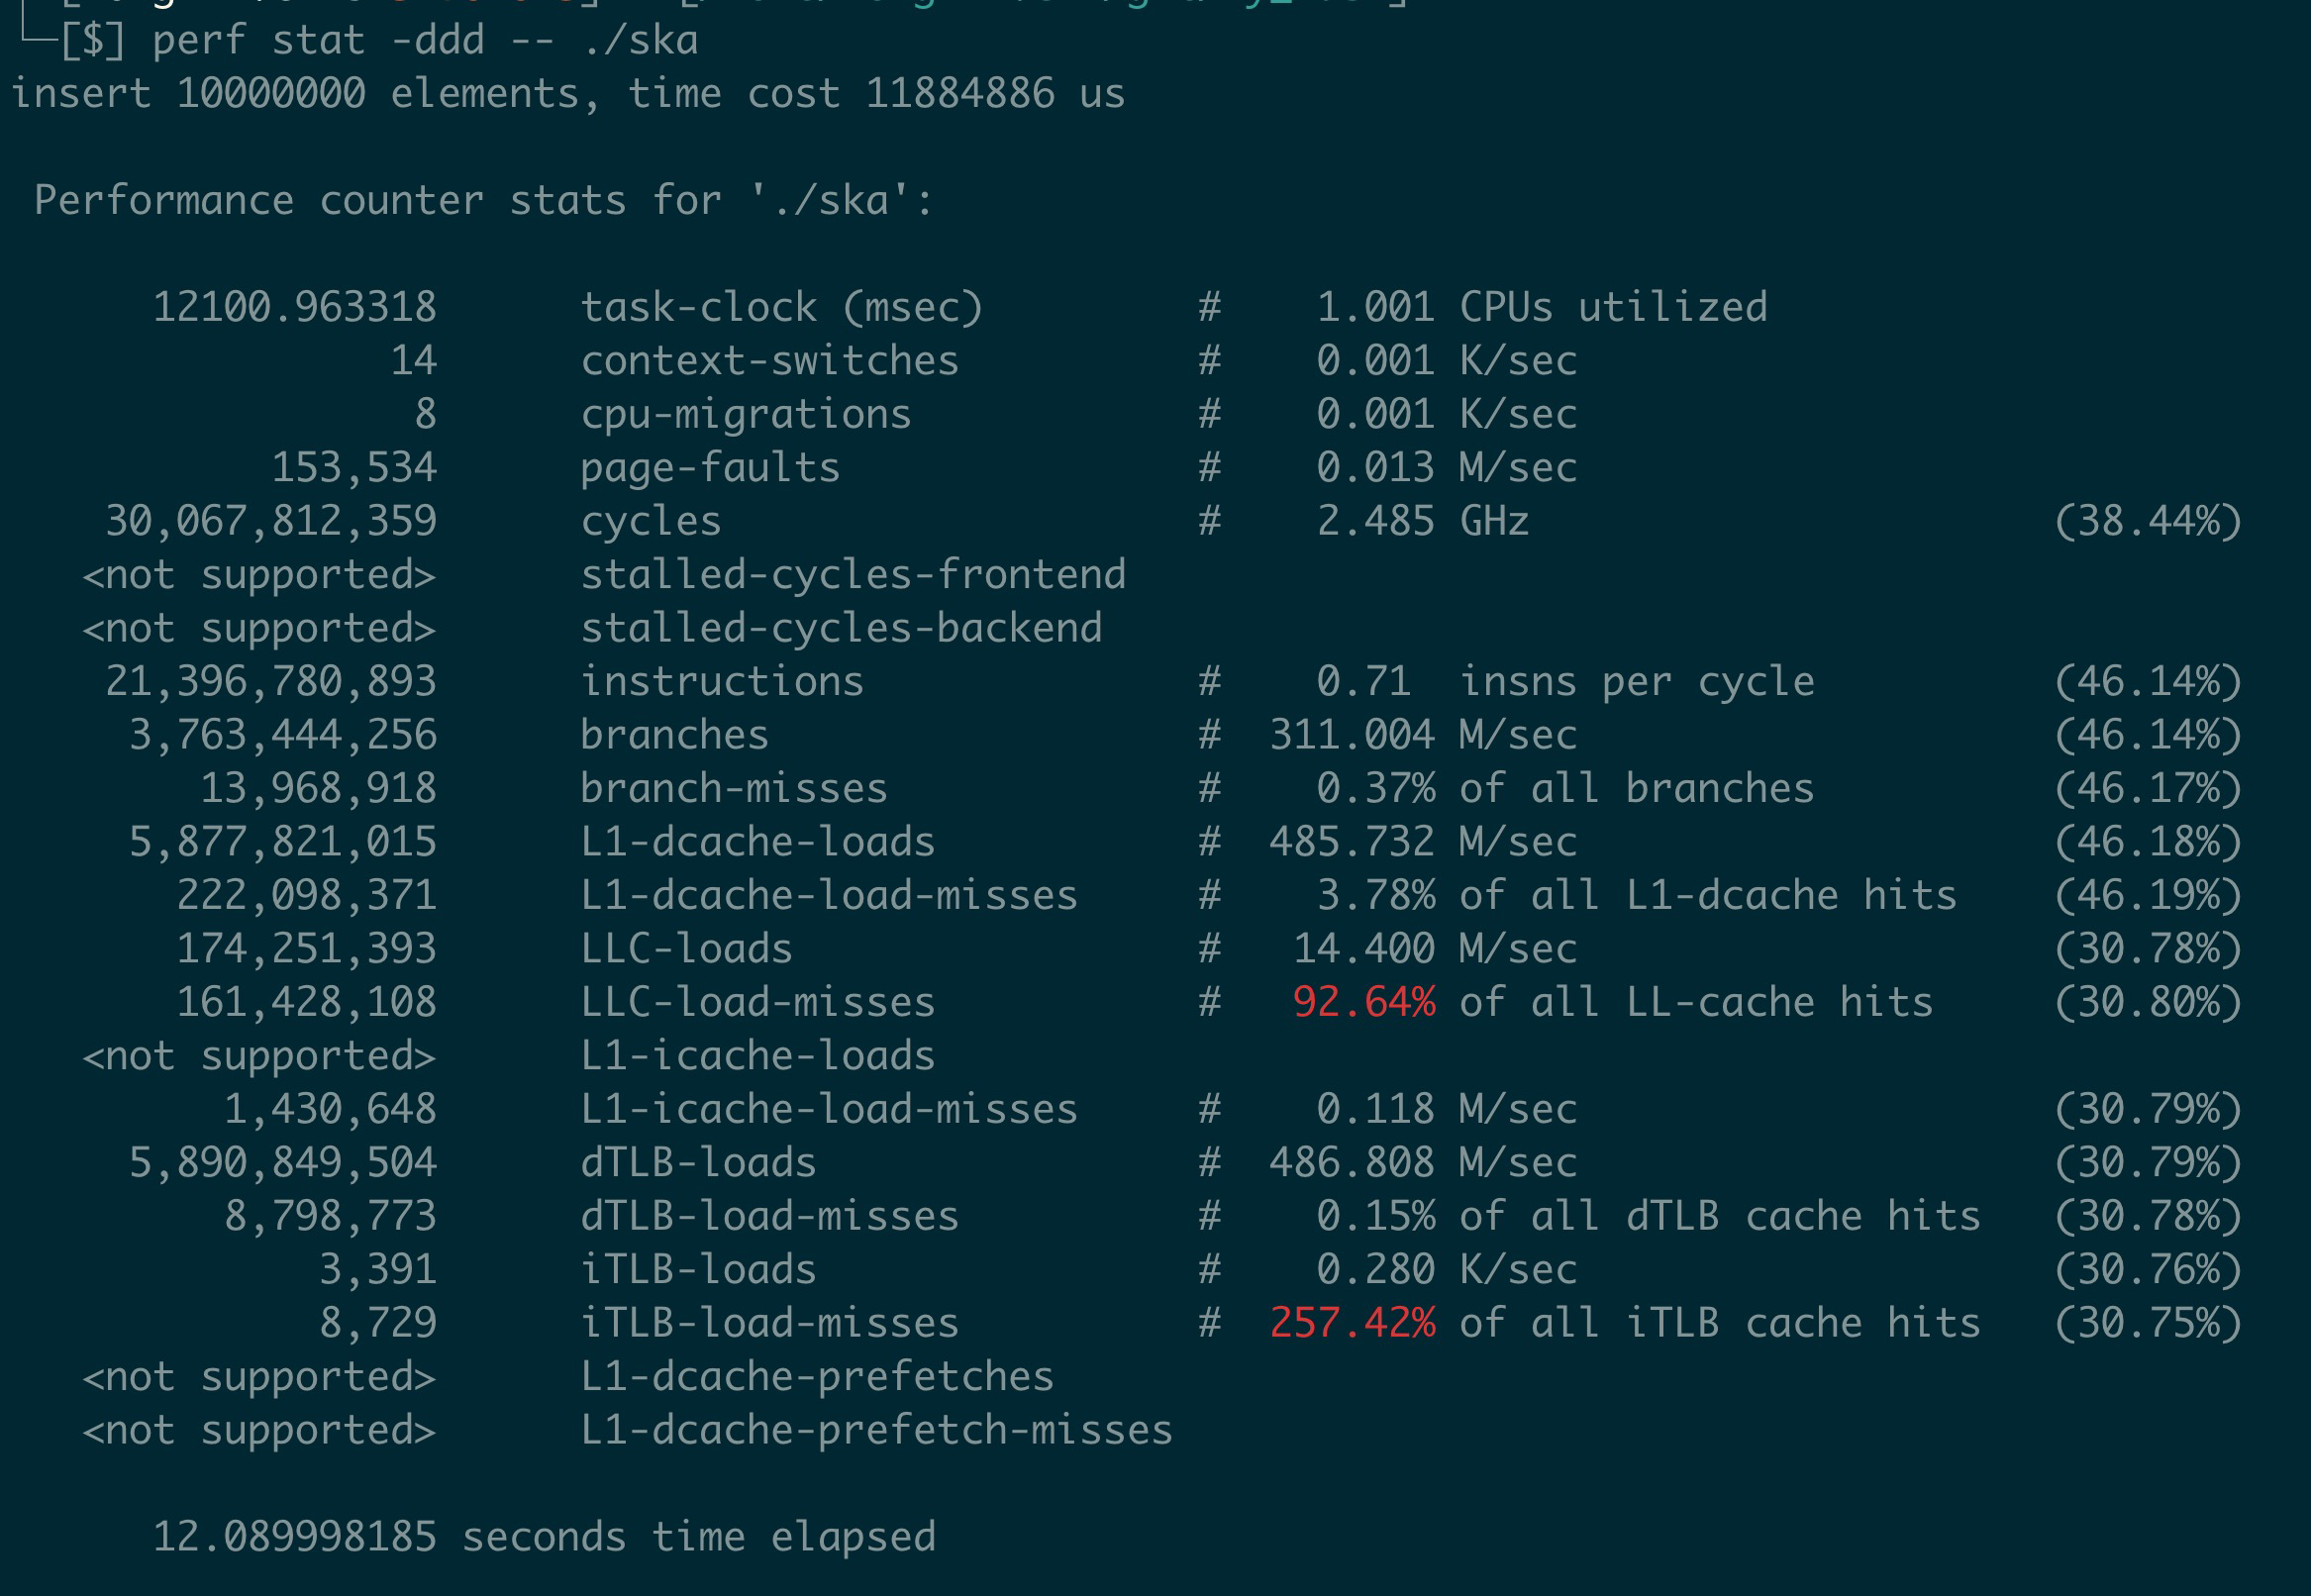 [$] perf stat -ddd -- ./ska
insert 10000000 elements, time cost 11884886 us
Performance counter stats for './ska':
12100.963318 task-clock (msec) # 1.001 CPUs utilized
14 context-switches # 0.001 K/sec
8 cpu-migrations # 0.001 K/sec
153,534 page-faults # 0.013 M/sec
30,067,812,359 cycles # 2.485 GHz (38.44%)
<not supported> stalled-cycles-frontend
<not supported> stalled-cycles-backend
21,396,780,893 instructions # 0.71 insns per cycle (46.14%)
3,763,444,256 branches # 311.004 M/sec (46.14%)
13,968,918 branch-misses # 0.37% of all branches (46.17%)
5,877,821,015 L1-dcache-loads # 485.732 M/sec (46.18%)
222,098,371 L1-dcache-load-misses # 3.78% of all L1-dcache hits (46.19%)
174,251,393 LLC-loads # 14.400 M/sec (30.78%)
161,428,108 LLC-load-misses # 92.64% of all LL-cache hits (30.80%)
<not supported> L1-icache-loads
1,430,648 L1-icache-load-misses # 0.118 M/sec (30.79%)
5,890,849,504 dTLB-loads # 486.808 M/sec (30.79%)
8,798,773 dTLB-load-misses # 0.15% of all dTLB cache hits (30.78%)
3,391 iTLB-loads # 0.280 K/sec (30.76%)
8,729 iTLB-load-misses # 257.42% of all iTLB cache hits (30.75%)
<not supported> L1-dcache-prefetches
<not supported> L1-dcache-prefetch-misses
12.089998185 seconds time elapsed